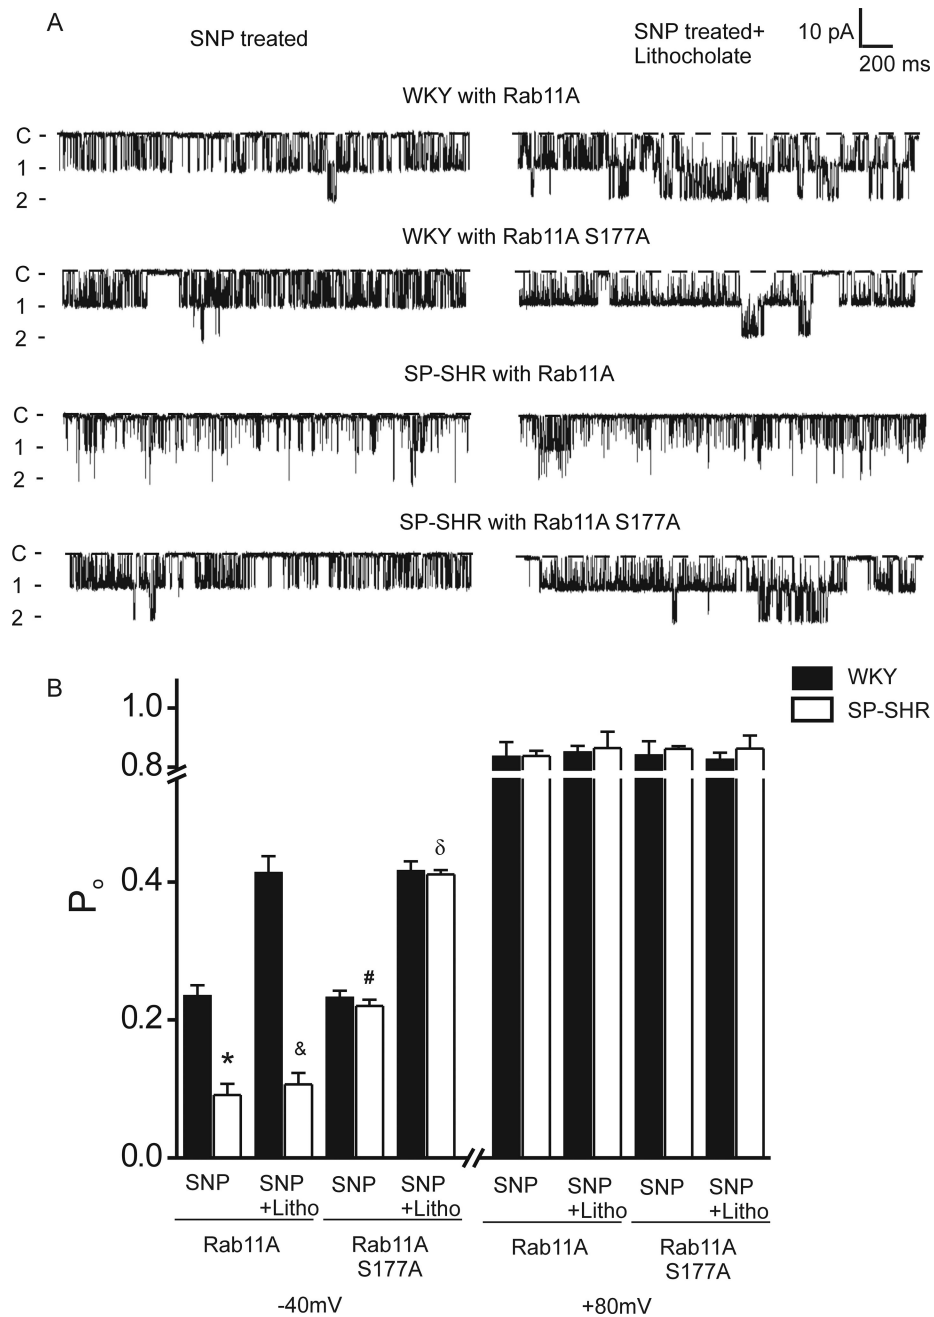 A
SNP treated
SNP treated+
Lithocholate
10 pA
200 ms
WKY with Rab11A
C -
1 -
2 -
WKY with Rab11A S177A
C -
1 -
2 -
SP-SHR with Rab11A
C -
1 -
2 -
SP-SHR with Rab11A S177A
C -
1 -
2 -
B
WKY
SP-SHR
1.0
0.8
0.4
0.2
0.0
Po
*
&
#
δ
SNP SNP SNP SNP SNP SNP SNP SNP
+Litho +Litho +Litho +Litho
Rab11A Rab11A Rab11A Rab11A
S177A S177A
-40mV +80mV